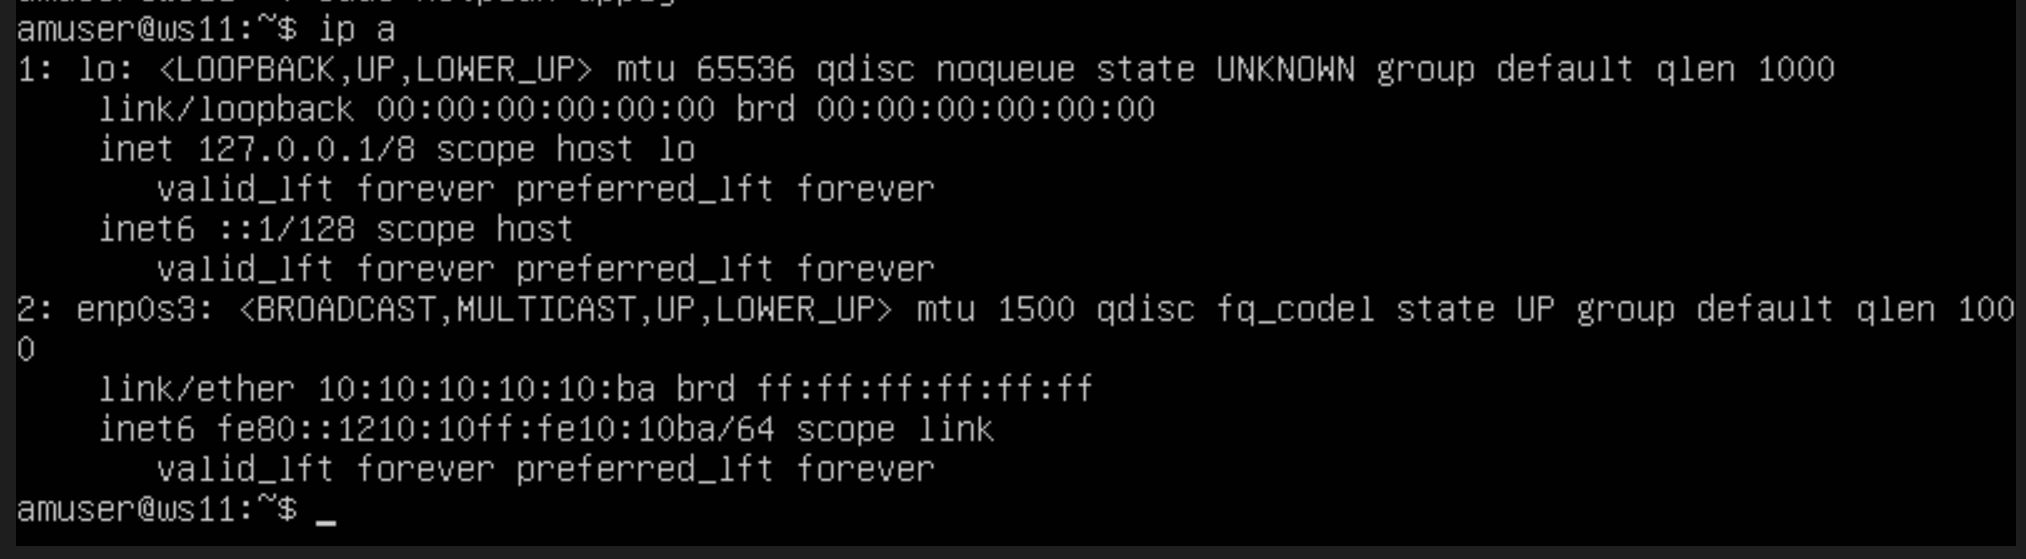 amuser@ws11:~$ ip a
1: lo: <LOOPBACK,UP,LOWER_UP> mtu 65536 qdisc noqueue state UNKNOWN group default qlen 1000
    link/loopback 00:00:00:00:00:00 brd 00:00:00:00:00:00
    inet 127.0.0.1/8 scope host lo
       valid_lft forever preferred_lft forever
    inet6 ::1/128 scope host
       valid_lft forever preferred_lft forever
2: enp0s3: <BROADCAST,MULTICAST,UP,LOWER_UP> mtu 1500 qdisc fq_codel state UP group default qlen 100
0
    link/ether 10:10:10:10:10:ba brd ff:ff:ff:ff:ff:ff
    inet6 fe80::1210:10ff:fe10:10ba/64 scope link
       valid_lft forever preferred_lft forever
amuser@ws11:~$ _